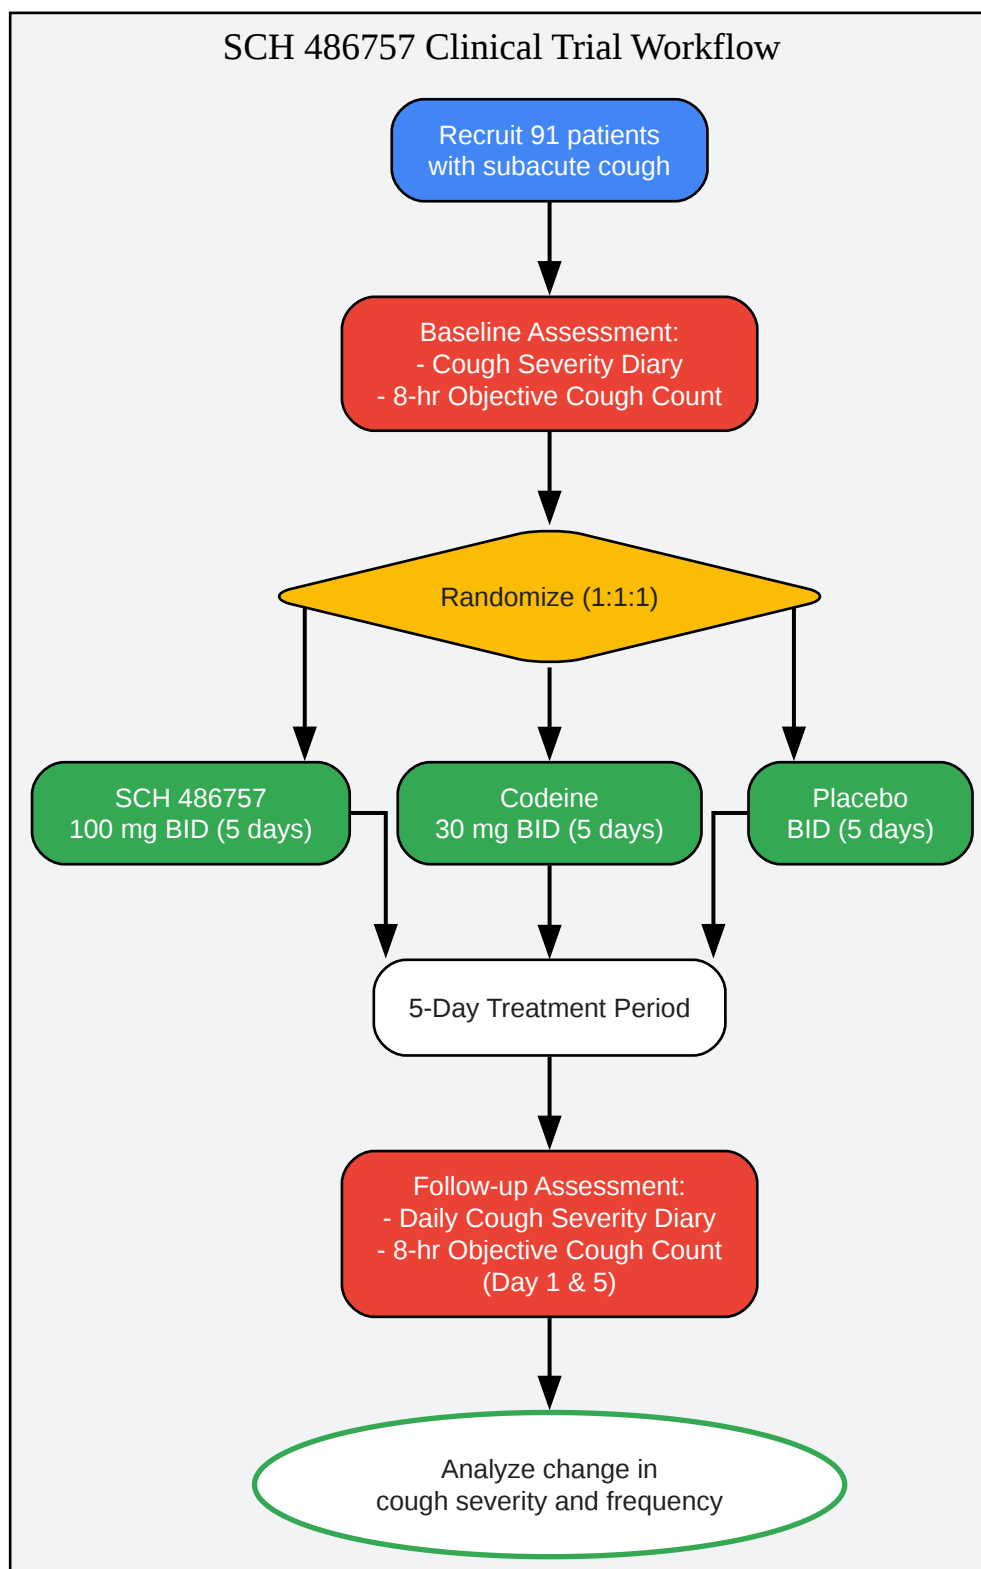 SCH 486757 Clinical Trial Workflow
Recruit 91 patients
with subacute cough
Baseline Assessment:
- Cough Severity Diary
- 8-hr Objective Cough Count
Randomize (1:1:1)
SCH 486757
100 mg BID (5 days)
Codeine
30 mg BID (5 days)
Placebo
BID (5 days)
5-Day Treatment Period
Follow-up Assessment:
- Daily Cough Severity Diary
- 8-hr Objective Cough Count
(Day 1 & 5)
Analyze change in
cough severity and frequency